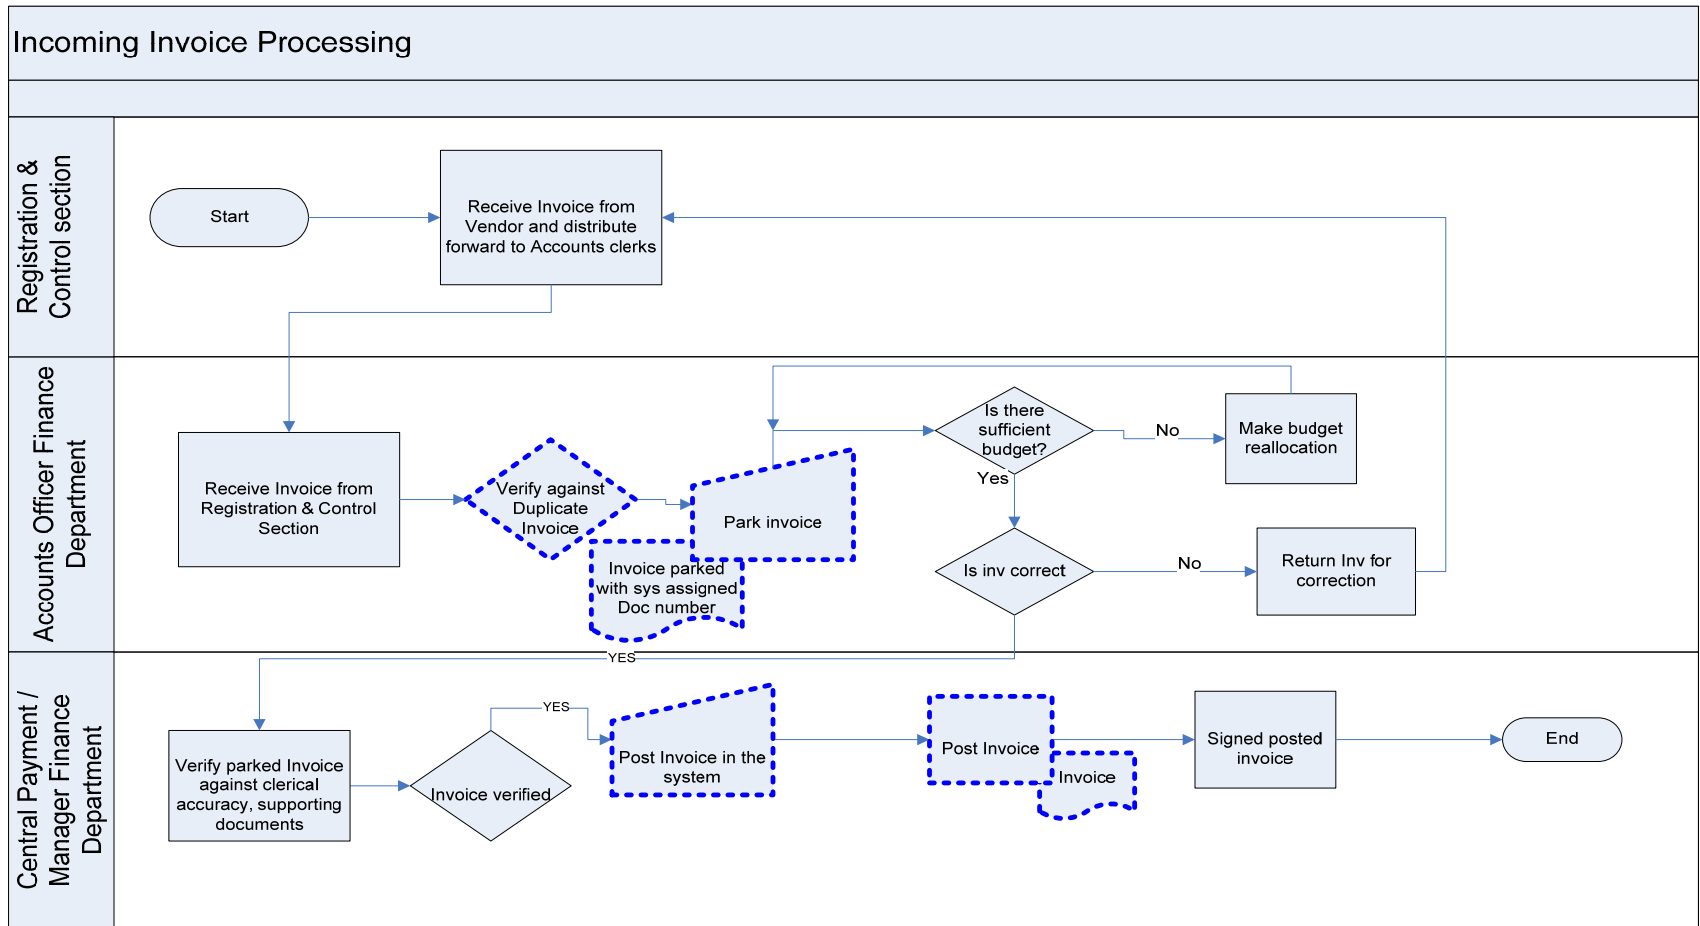 Incoming Invoice Processing
Registration &
Control section
Start
Receive Invoice from
Vendor and distribute
forward to Accounts clerks
Accounts Officer Finance
Department
Receive Invoice from
Registration & Control
Section
Verify against
Duplicate
Invoice
Park invoice
Invoice parked
with sys assigned
Doc number
Is there
sufficient
budget?
No
Make budget
reallocation
Yes
Is inv correct
No
Return Inv for
correction
YES
Central Payment /
Manager Finance
Department
Verify parked Invoice
against clerical
accuracy, supporting
documents
Invoice verified
YES
Post Invoice in the
system
Post Invoice
Invoice
Signed posted
invoice
End